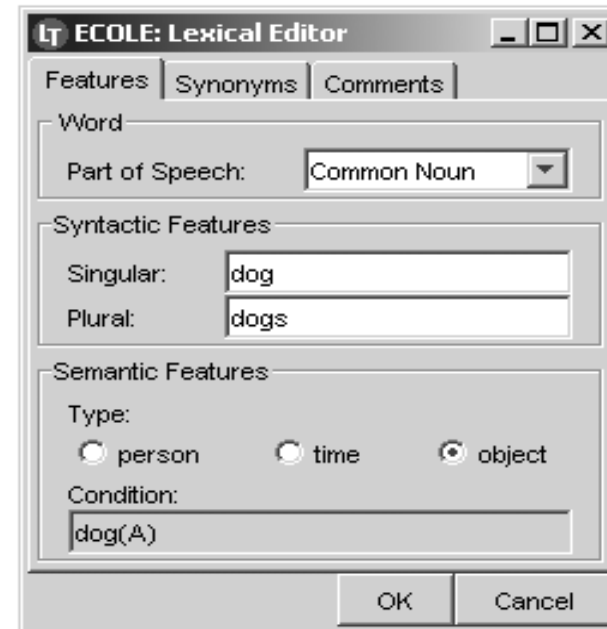 LT ECOLE: Lexical Editor
Features Synonyms Comments
Word
Part of Speech: Common Noun
Syntactic Features
Singular: dog
Plural: dogs
Semantic Features
Type:
person time object
Condition:
dog(A)
OK Cancel